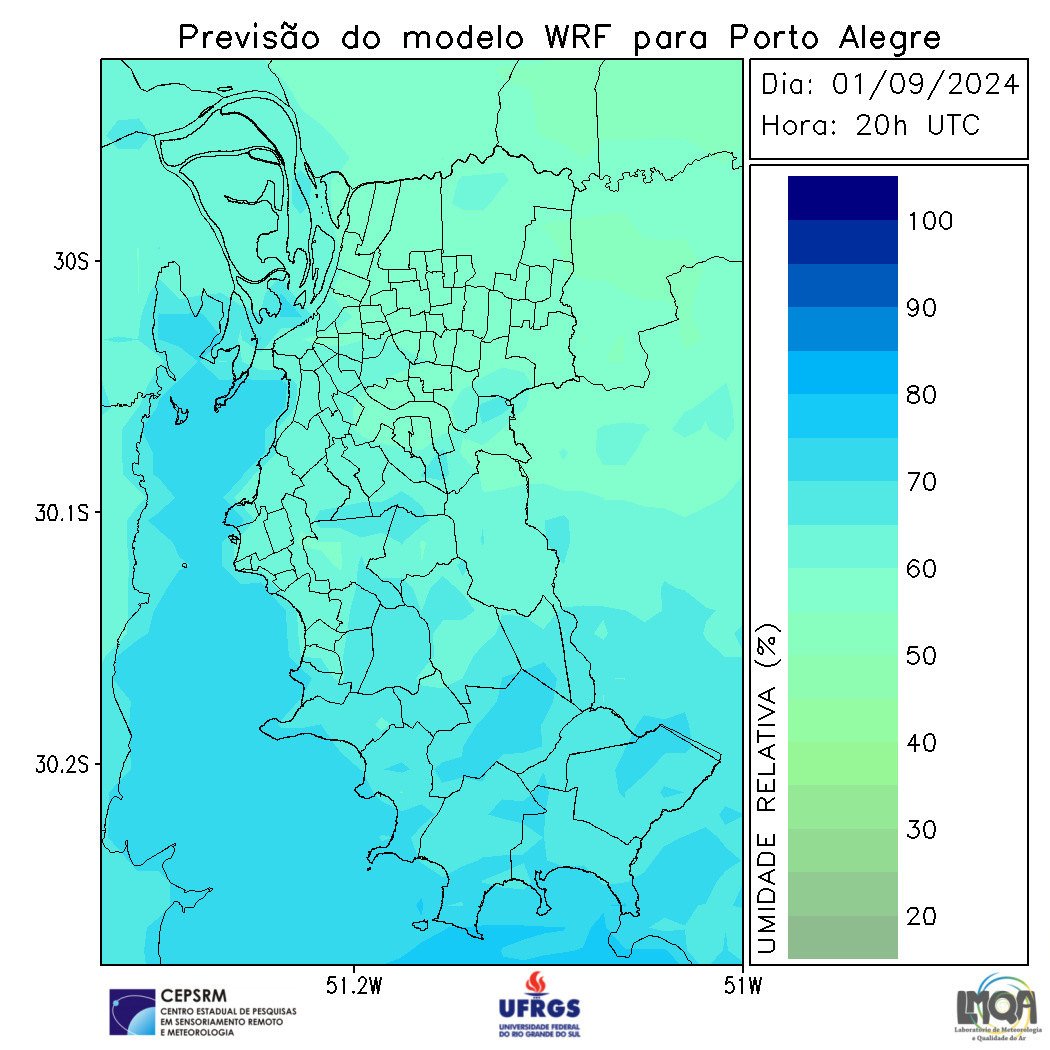 Previsão do modelo WRF para Porto Alegre
Dia: 01/09/2024
Hora: 20h UTC
30S
30.1S
30.2S
51.2W
51W
100
90
80
70
60
50
40
30
20
UMIDADE RELATIVA (%)
CEPSRM
CENTRO ESTADUAL DE PESQUISAS
EM SENSORIAMENTO REMOTO
E METEOROLOGIA
UFRGS
UNIVERSIDADE FEDERAL
DO RIO GRANDE DO SUL
LMQA
Laboratório de Meteorologia
e Qualidade do Ar